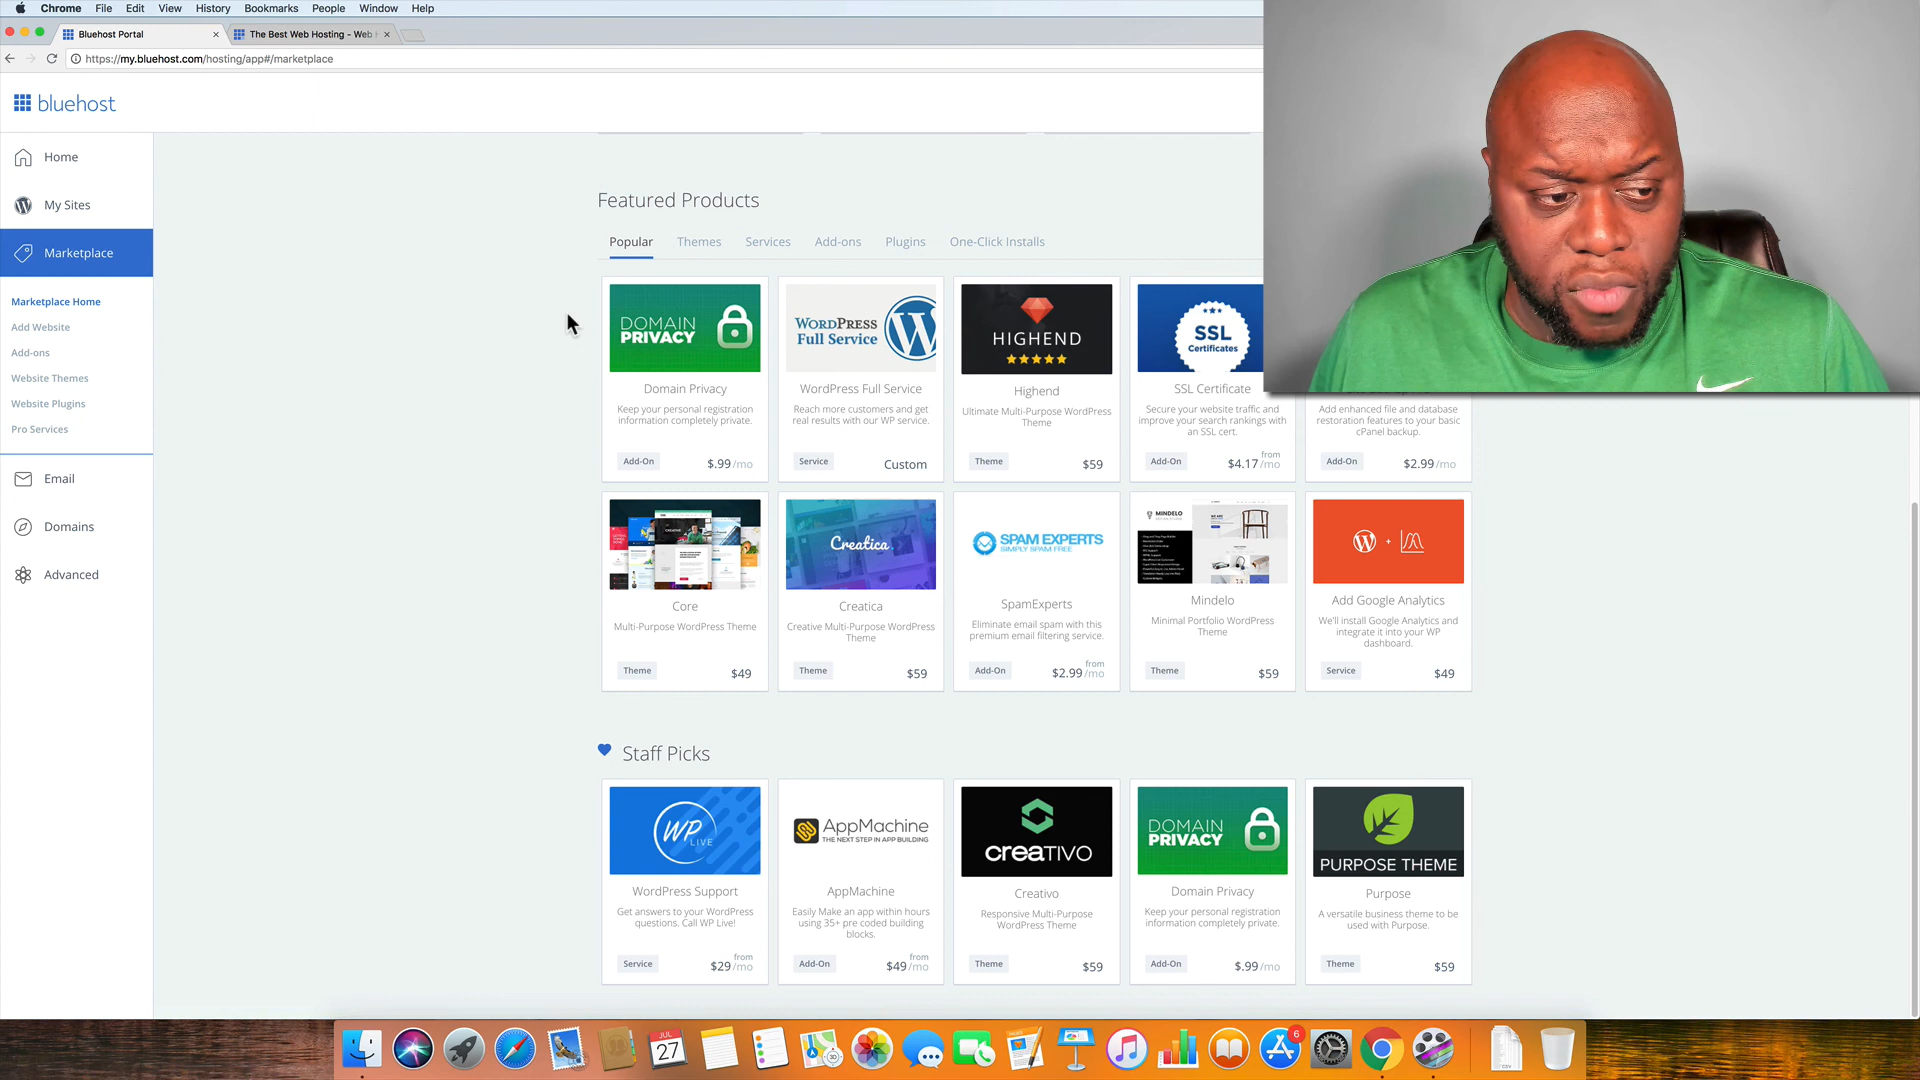 Chrome File Edit View History Bookmarks People Window Help
Bluehost Portal
The Best Web Hosting - Web
https://my.bluehost.com/hosting/app#/marketplace
bluehost
Home
My Sites
Marketplace
Marketplace Home
Add Website
Add-ons
Website Themes
Website Plugins
Pro Services
Email
Domains
Advanced
Featured Products
Popular Themes Services Add-ons Plugins One-Click Installs
DOMAIN
PRIVACY
Domain Privacy
Keep your personal registration
information completely private.
Add-On $.99/mo
WORDPRESS
Full Service
WordPress Full Service
Reach more customers and get
real results with our WP service.
Service Custom
HIGHEND
Highend
Ultimate Multi-Purpose WordPress
Theme
Theme $59
SSL
Certificates
SSL Certificate
Secure your website traffic and
improve your search rankings with
an SSL cert.
Add-On from $4.17/mo
Add enhanced file and database
restoration features to your basic
cPanel backup.
Add-On $2.99/mo
Core
Multi-Purpose WordPress Theme
Theme $49
Creatica
Creatica
Creative Multi-Purpose WordPress
Theme
Theme $59
SPAM EXPERTS
SIMPLY SPAM FREE
SpamExperts
Eliminate email spam with this
premium email filtering service.
Add-On from $2.99/mo
MINDELO
Mindelo
Minimal Portfolio WordPress
Theme
Theme $59
Add Google Analytics
We'll install Google Analytics and
integrate it into your WP
dashboard.
Service $49
Staff Picks
WP
LIVE
WordPress Support
Get answers to your WordPress
questions. Call WP Live!
Service from $29/mo
AppMachine
THE NEXT STEP IN APP BUILDING
AppMachine
Easily Make an app within hours
using 35+ pre coded building
blocks.
Add-On from $49/mo
creaTIVO
Creativo
Responsive Multi-Purpose
WordPress Theme
Theme $59
DOMAIN
PRIVACY
Domain Privacy
Keep your personal registration
information completely private.
Add-On $.99/mo
PURPOSE THEME
Purpose
A versatile business theme to be
used with Purpose.
Theme $59
JUL
27
3D
6